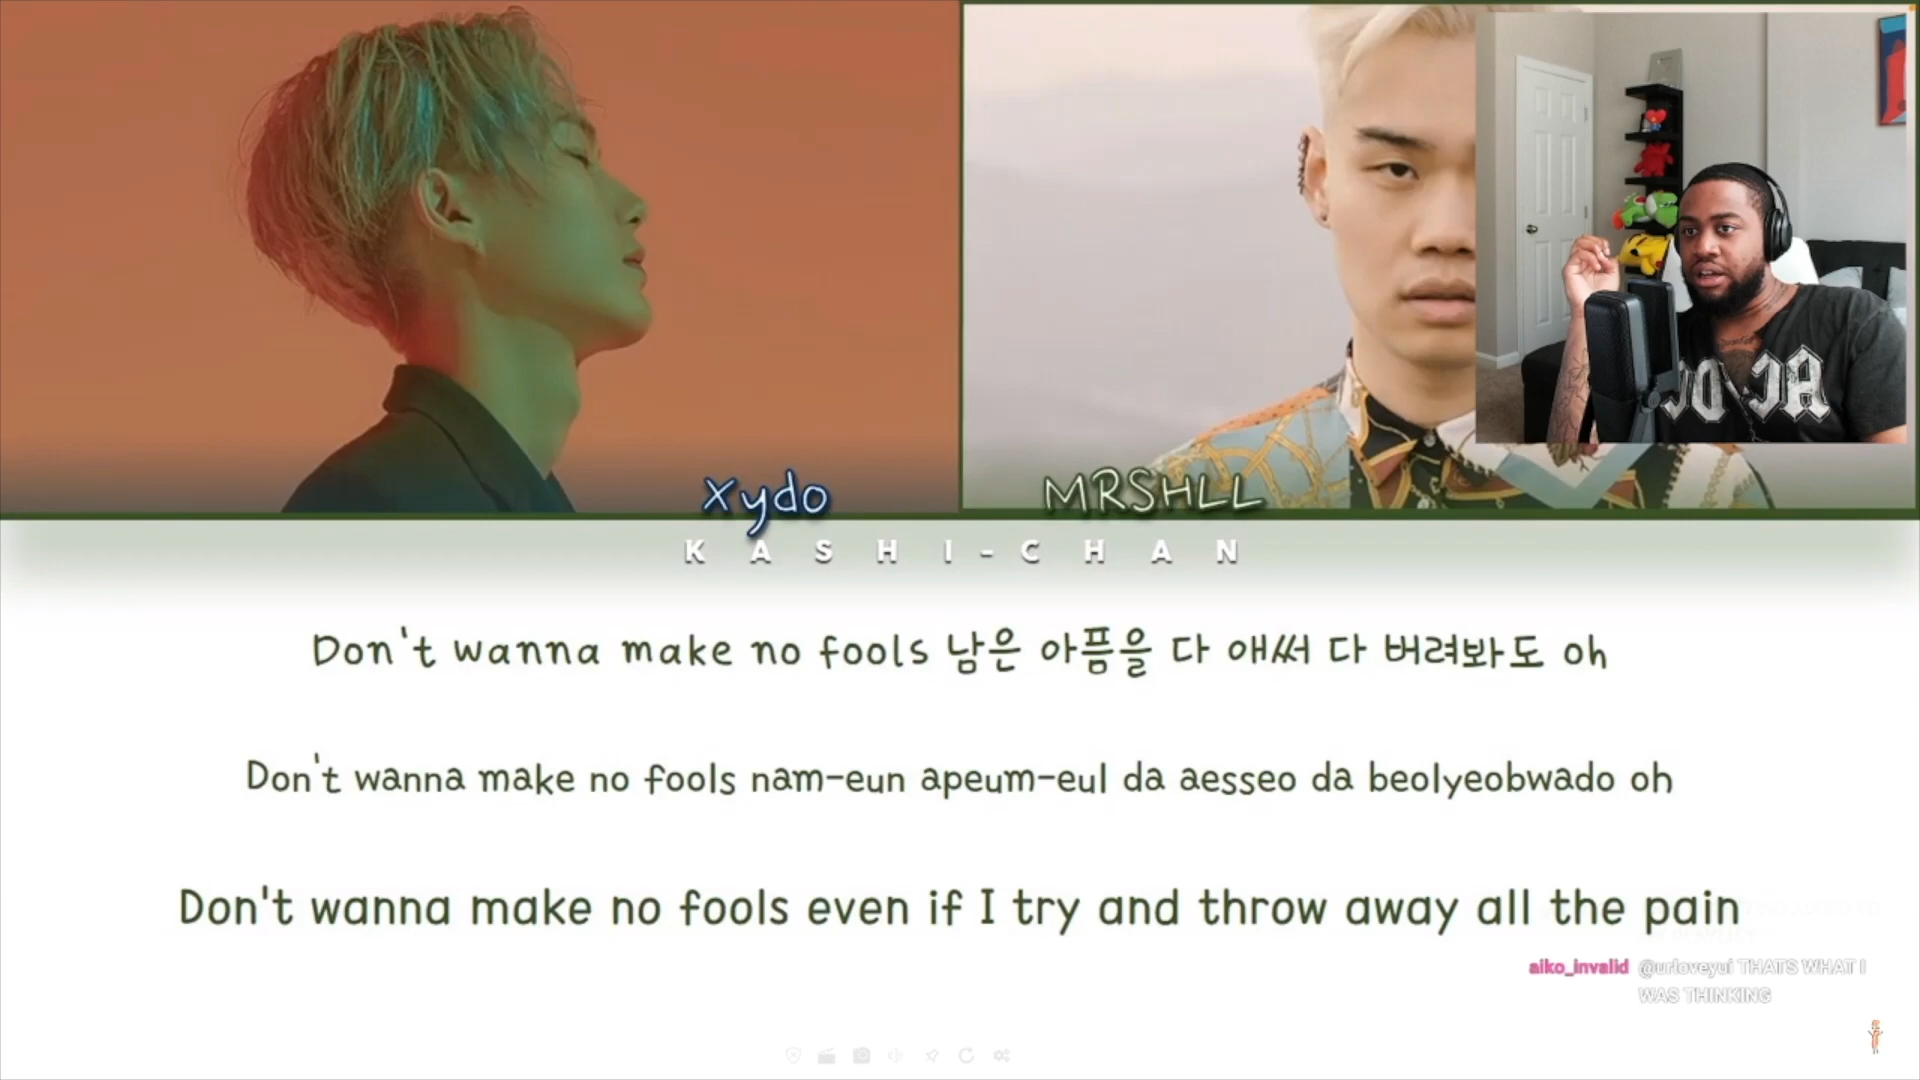 Xydo
MRSHLL
KASHI-CHAN
Don't wanna make no fools 남은 아픔을 다 애써 다 버려봐도 oh
Don't wanna make no fools nam-eun apeum-eul da aesseo da beolyeobwado oh
Don't wanna make no fools even if I try and throw away all the pain
aiko_invalid @urloveyui THATS WHAT I
WAS THINKING